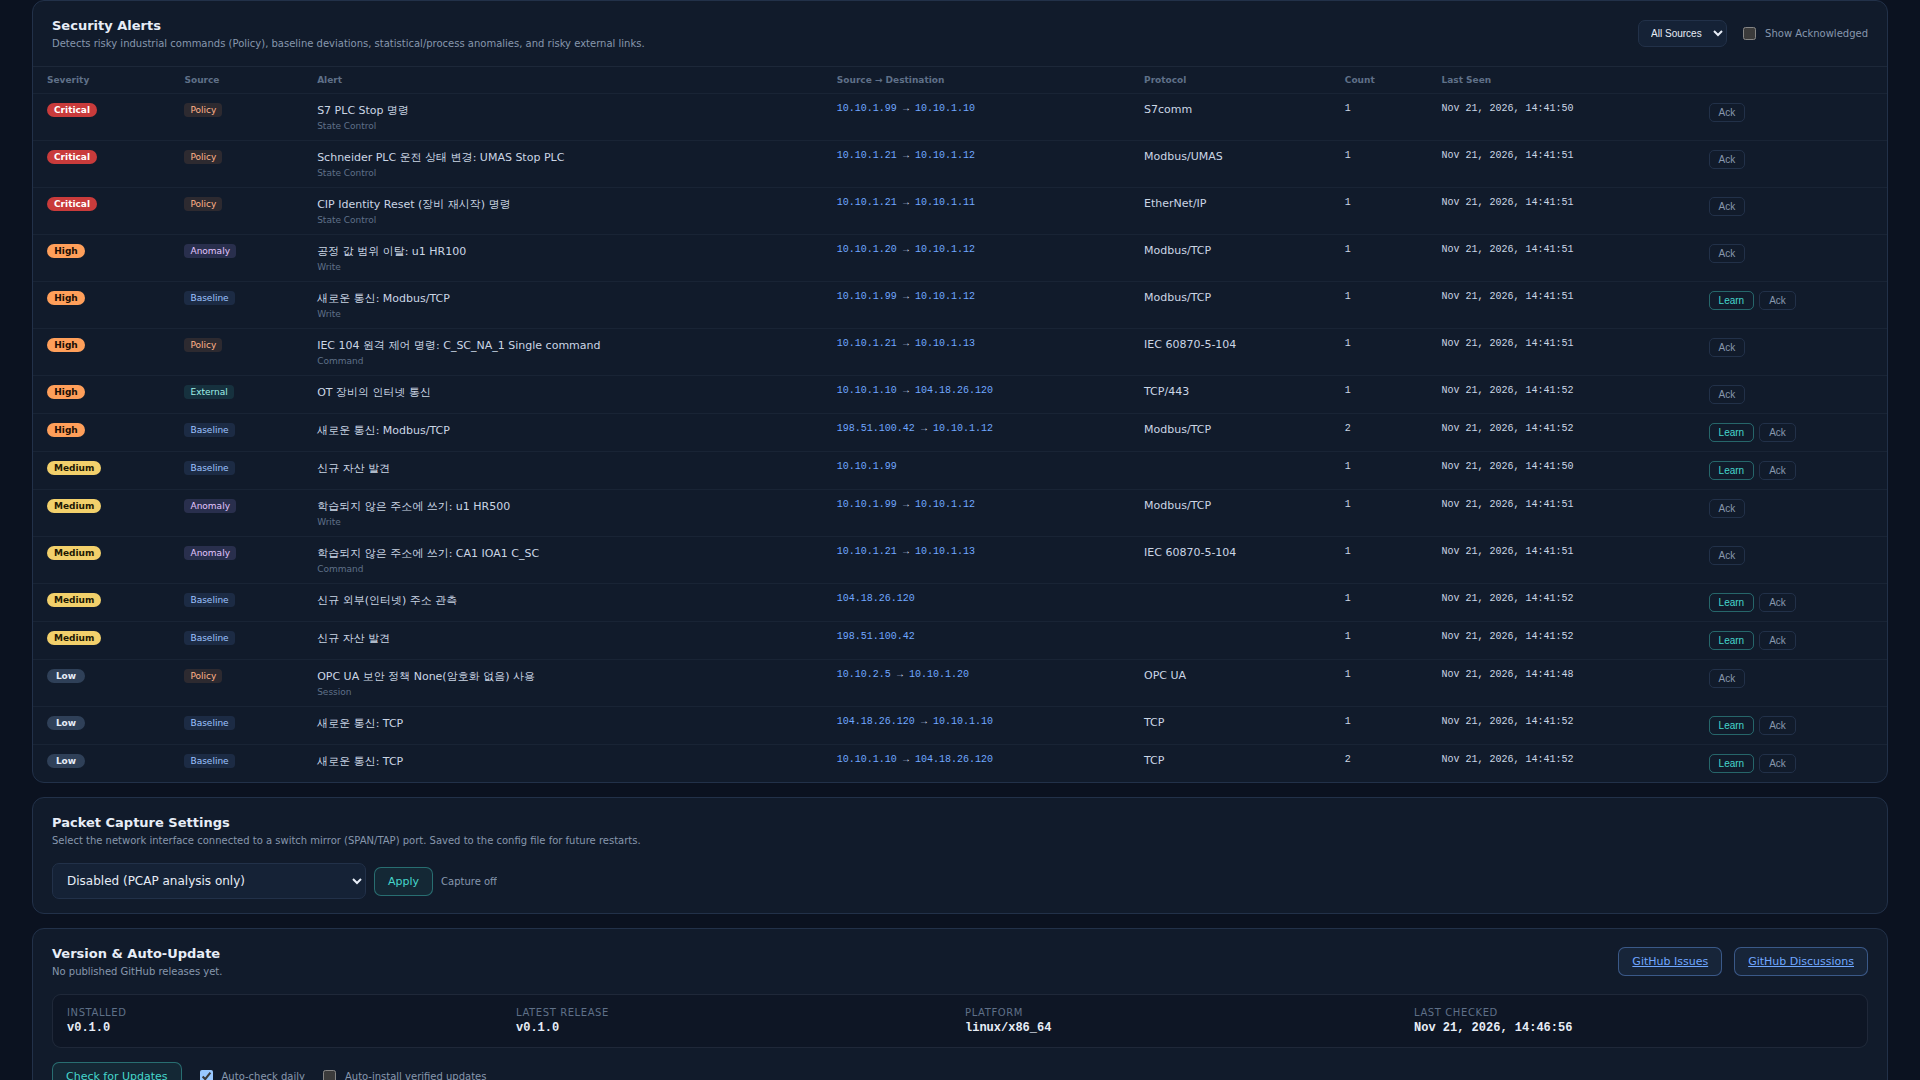 Security Alerts
Detects risky industrial commands (Policy), baseline deviations, statistical/process anomalies, and risky external links.
All Sources Show Acknowledged
Severity Source Alert Source → Destination Protocol Count Last Seen
Critical Policy S7 PLC Stop 명령 10.10.1.99 → 10.10.1.10 S7comm 1 Nov 21, 2026, 14:41:50 Ack
State Control
Critical Policy Schneider PLC 운전 상태 변경: UMAS Stop PLC 10.10.1.21 → 10.10.1.12 Modbus/UMAS 1 Nov 21, 2026, 14:41:51 Ack
State Control
Critical Policy CIP Identity Reset (장비 재시작) 명령 10.10.1.21 → 10.10.1.11 EtherNet/IP 1 Nov 21, 2026, 14:41:51 Ack
State Control
High Anomaly 공정 값 범위 이탈: u1 HR100 10.10.1.20 → 10.10.1.12 Modbus/TCP 1 Nov 21, 2026, 14:41:51 Ack
Write
High Baseline 새로운 통신: Modbus/TCP 10.10.1.99 → 10.10.1.12 Modbus/TCP 1 Nov 21, 2026, 14:41:51 Learn Ack
Write
High Policy IEC 104 원격 제어 명령: C_SC_NA_1 Single command 10.10.1.21 → 10.10.1.13 IEC 60870-5-104 1 Nov 21, 2026, 14:41:51 Ack
Command
High External OT 장비의 인터넷 통신 10.10.1.10 → 104.18.26.120 TCP/443 1 Nov 21, 2026, 14:41:52 Ack
High Baseline 새로운 통신: Modbus/TCP 198.51.100.42 → 10.10.1.12 Modbus/TCP 2 Nov 21, 2026, 14:41:52 Learn Ack
Medium Baseline 신규 자산 발견 10.10.1.99 1 Nov 21, 2026, 14:41:50 Learn Ack
Medium Anomaly 학습되지 않은 주소에 쓰기: u1 HR500 10.10.1.99 → 10.10.1.12 Modbus/TCP 1 Nov 21, 2026, 14:41:51 Ack
Write
Medium Anomaly 학습되지 않은 주소에 쓰기: CA1 IOA1 C_SC 10.10.1.21 → 10.10.1.13 IEC 60870-5-104 1 Nov 21, 2026, 14:41:51 Ack
Command
Medium Baseline 신규 외부(인터넷) 주소 관측 104.18.26.120 1 Nov 21, 2026, 14:41:52 Learn Ack
Medium Baseline 신규 자산 발견 198.51.100.42 1 Nov 21, 2026, 14:41:52 Learn Ack
Low Policy OPC UA 보안 정책 None(암호화 없음) 사용 10.10.2.5 → 10.10.1.20 OPC UA 1 Nov 21, 2026, 14:41:48 Ack
Session
Low Baseline 새로운 통신: TCP 104.18.26.120 → 10.10.1.10 TCP 1 Nov 21, 2026, 14:41:52 Learn Ack
Low Baseline 새로운 통신: TCP 10.10.1.10 → 104.18.26.120 TCP 2 Nov 21, 2026, 14:41:52 Learn Ack
Packet Capture Settings
Select the network interface connected to a switch mirror (SPAN/TAP) port. Saved to the config file for future restarts.
Disabled (PCAP analysis only) Apply Capture off
Version & Auto-Update
No published GitHub releases yet.
GitHub Issues GitHub Discussions
INSTALLED LATEST RELEASE PLATFORM LAST CHECKED
v0.1.0 v0.1.0 linux/x86_64 Nov 21, 2026, 14:46:56
Check for Updates Auto-check daily Auto-install verified updates